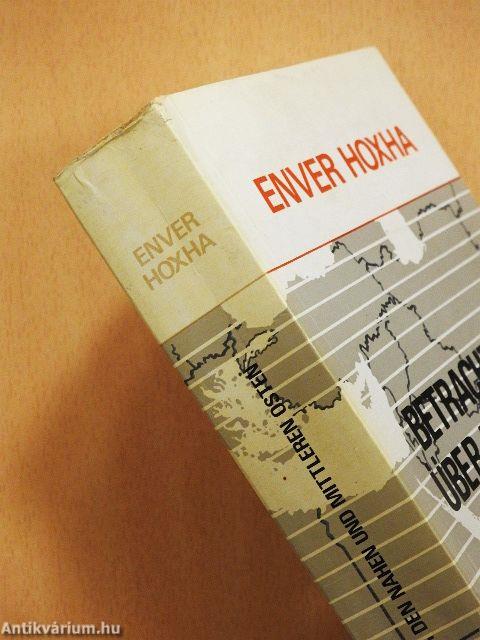 ENVER HOXHA
BETRACH
ÜBER
ENVER
HOXHA
DEN NAHEN UND MITTLEREN OSTEN
Antikvárium.hu